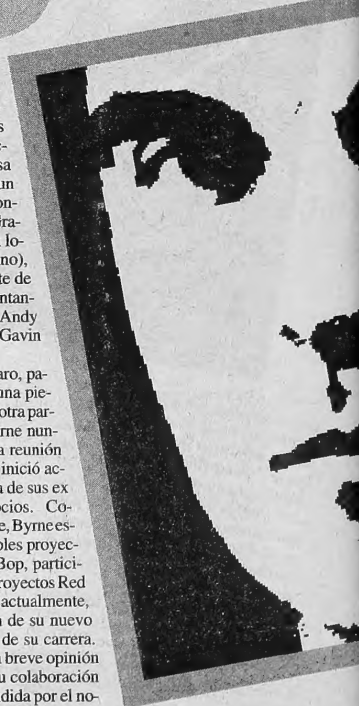 s
sa
un
on-
ra-
lo-
no),
te de
ntan-
Andy
Gavin
aro, pa-
una pie-
otra par-
rne nun-
a reunión
inició ac-
a de sus ex
cios. Co-
e, Byrne es-
bles proyec-
Bop, partici-
royectos Red
actualmente,
n de su nuevo
de su carrera.
a breve opinión
u colaboración
dida por el no-